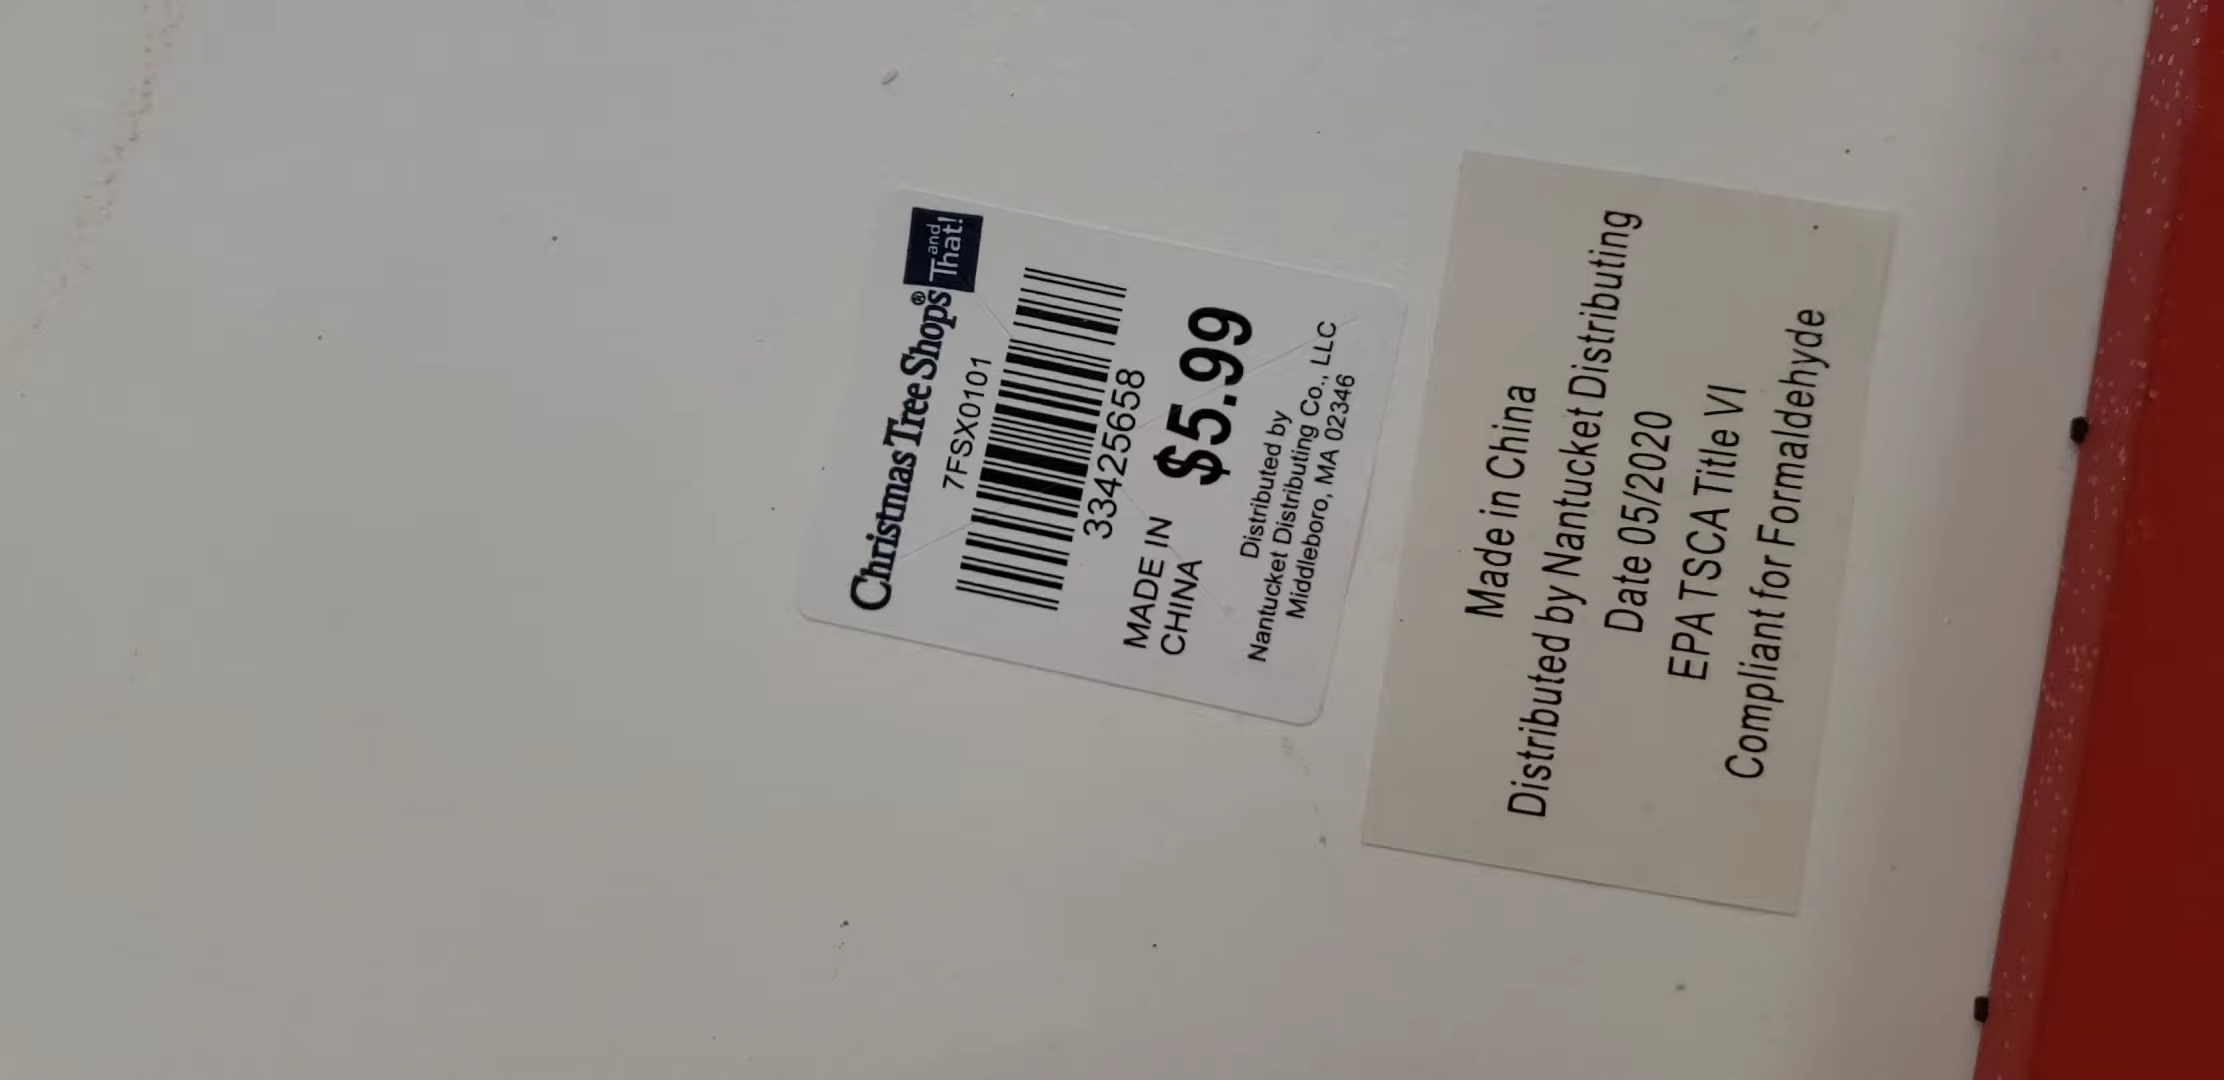 Christmas Tree Shops® and That!
7FSX0101
33425658
MADE IN
CHINA
$5.99
Distributed by
Nantucket Distributing Co., LLC
Middleboro, MA 02346
Made in China
Distributed by Nantucket Distributing
Date 05/2020
EPA TSCA Title VI
Compliant for Formaldehyde